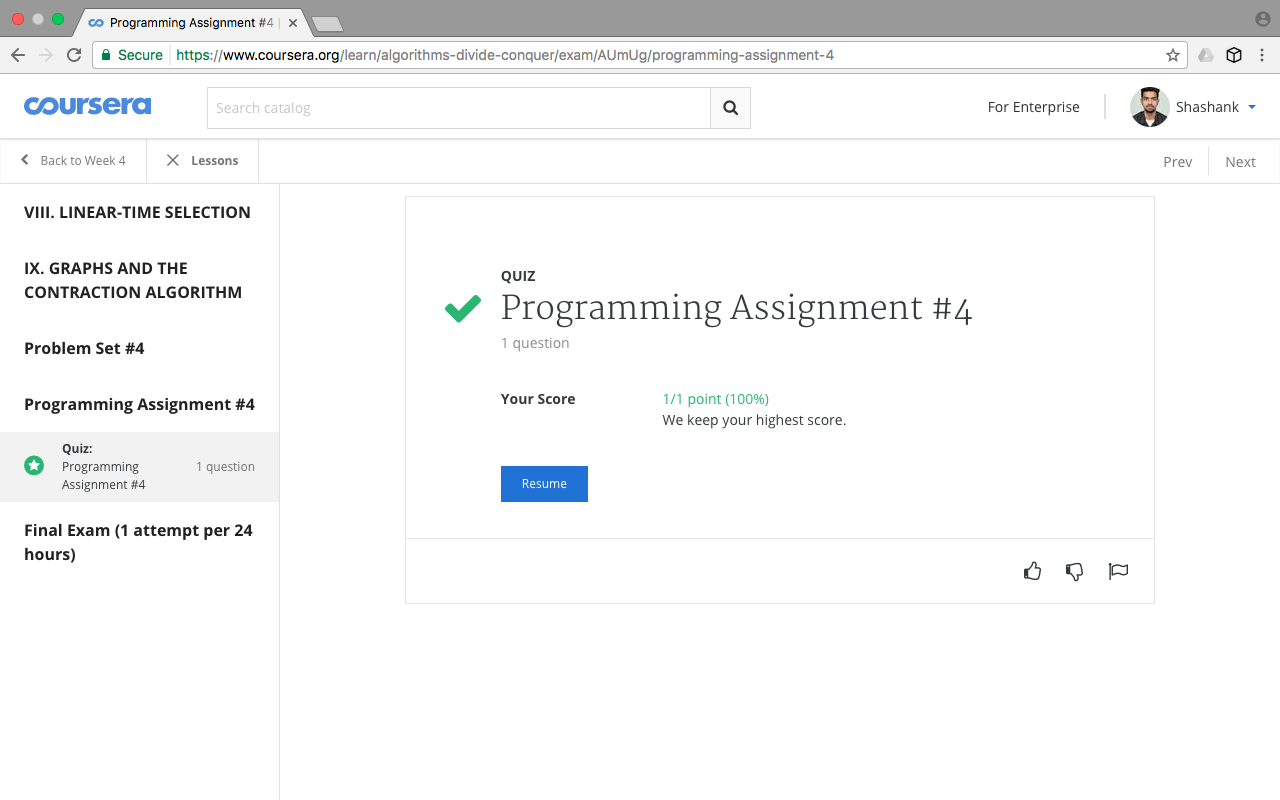 Programming Assignment #4
Secure
https://www.coursera.org/learn/algorithms-divide-conquer/exam/AUmUg/programming-assignment-4
coursera
Search catalog
For Enterprise
Shashank
Back to Week 4
Lessons
Prev
Next
VIII. LINEAR-TIME SELECTION
IX. GRAPHS AND THE
CONTRACTION ALGORITHM
Problem Set #4
Programming Assignment #4
Quiz:
Programming
Assignment #4
1 question
Final Exam (1 attempt per 24
hours)
QUIZ
Programming Assignment #4
1 question
Your Score
1/1 point (100%)
We keep your highest score.
Resume